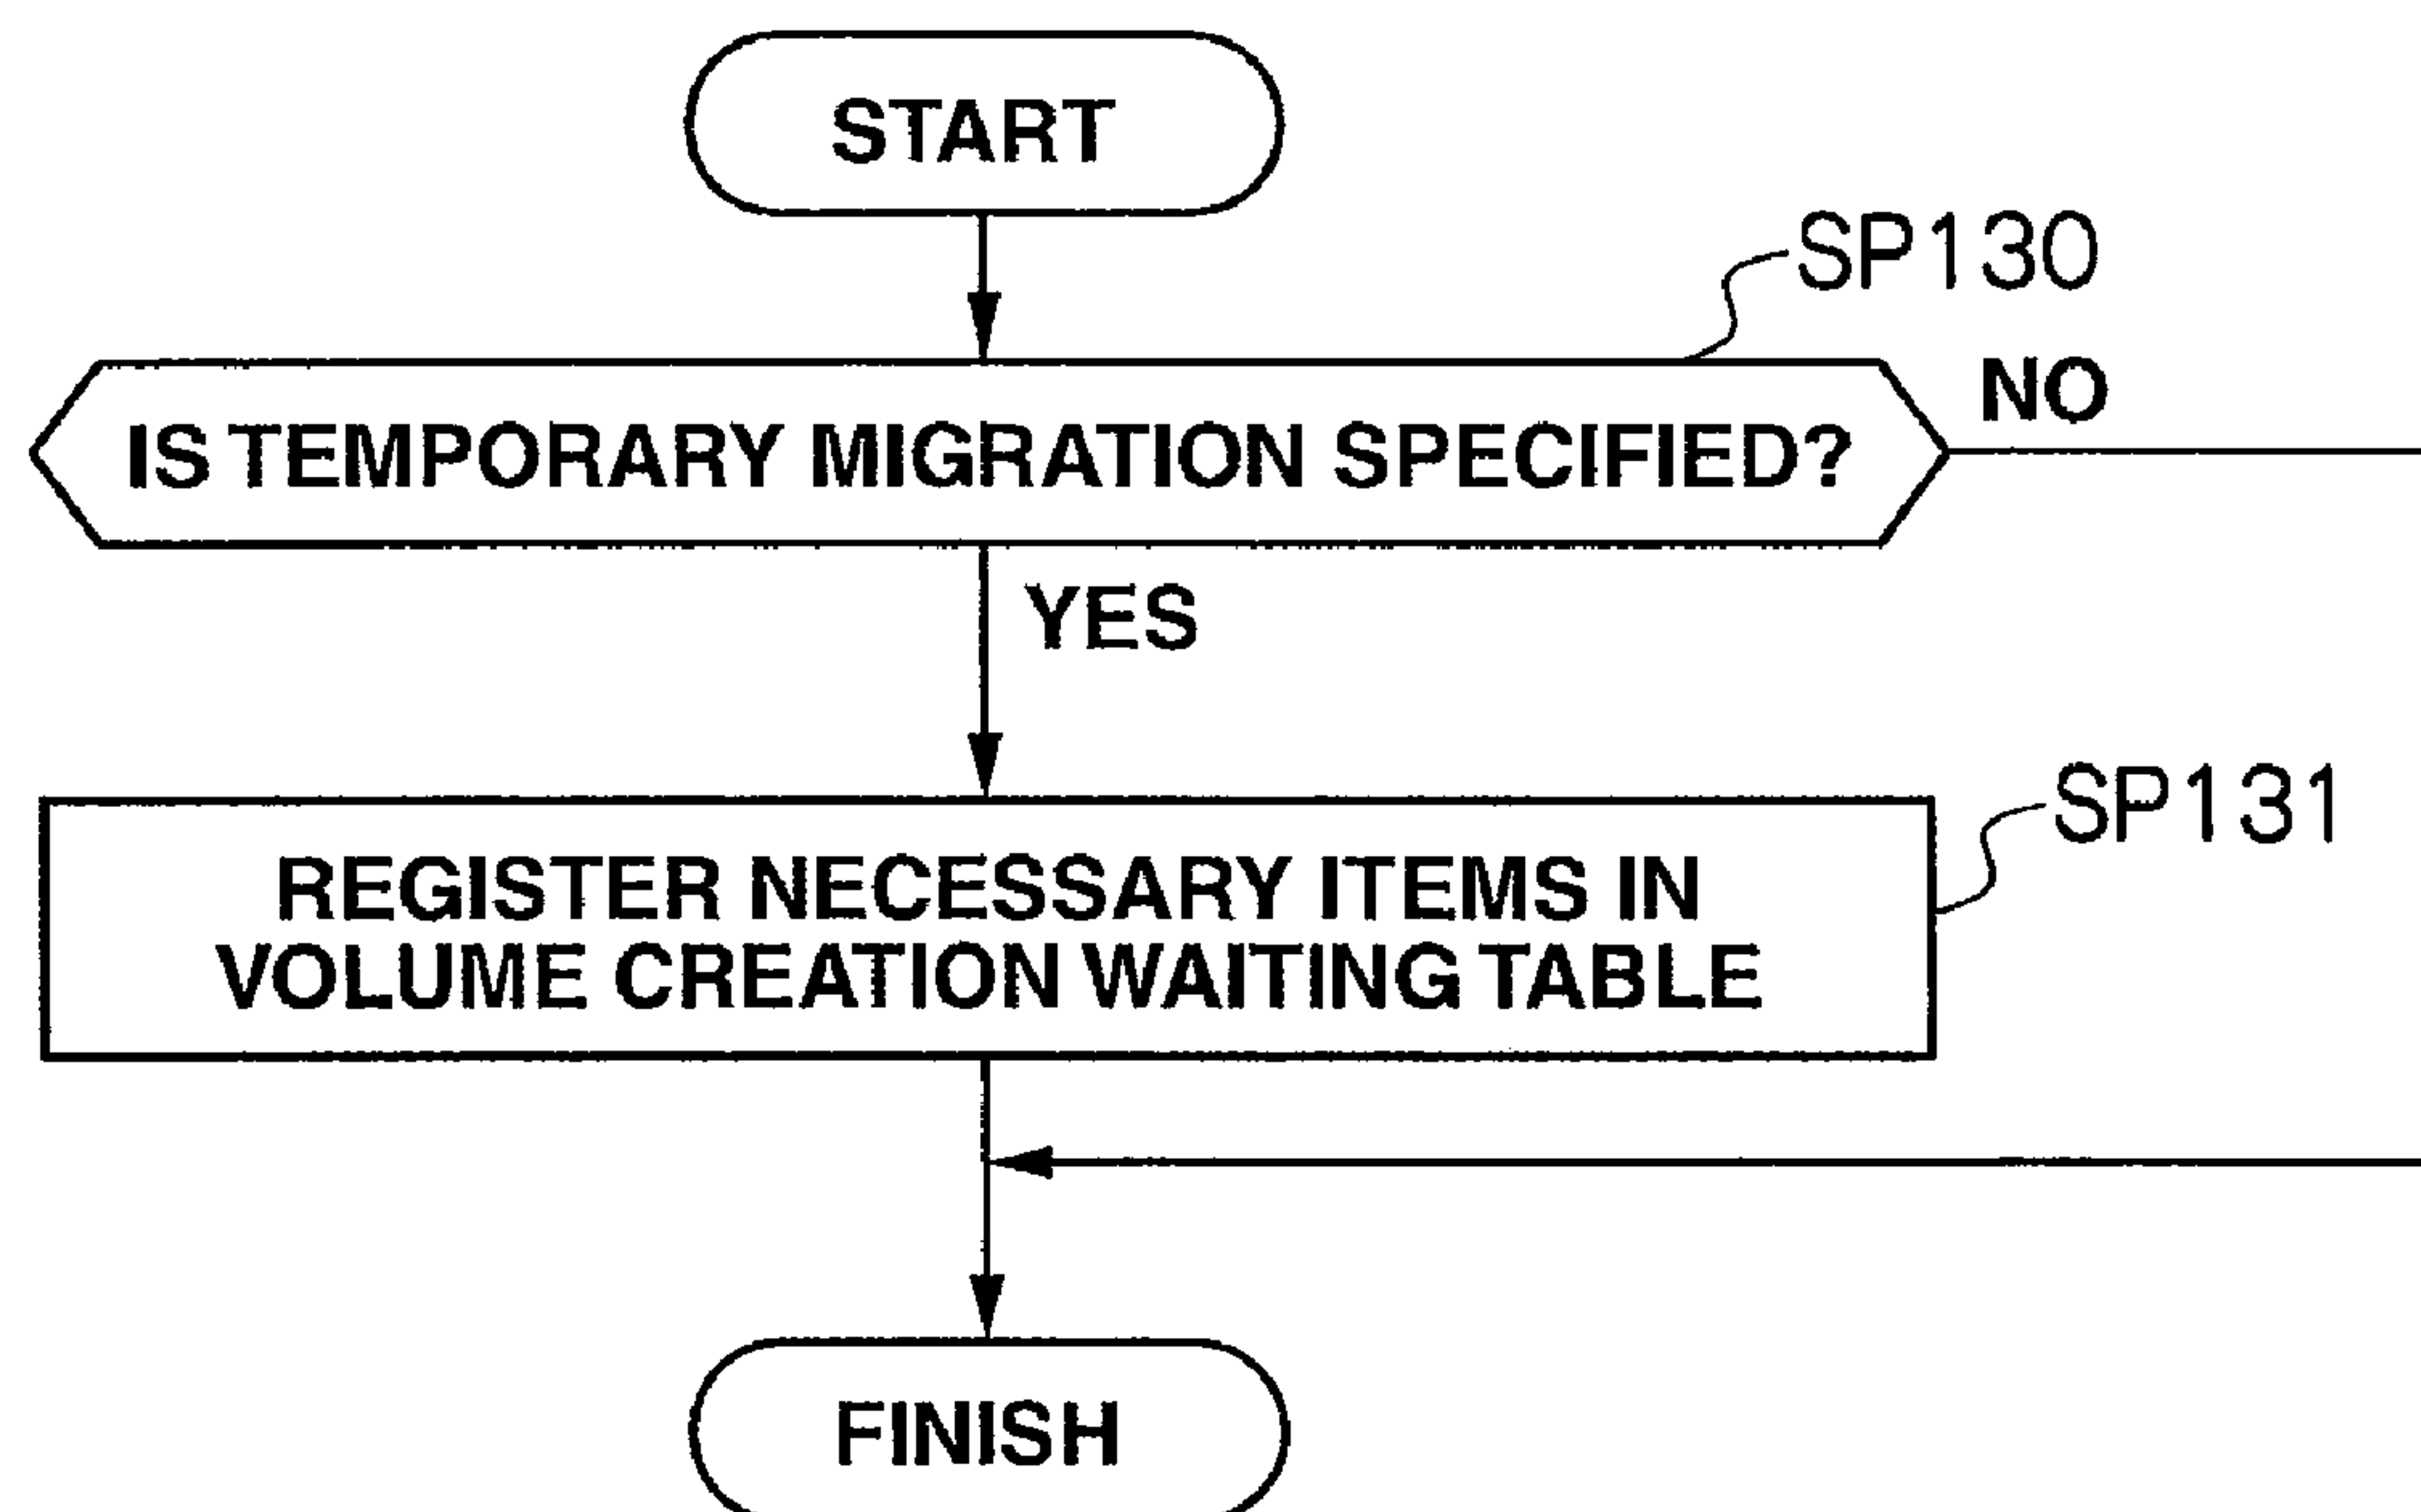 START
SP130
IS TEMPORARY MIGRATION SPECIFIED?
NO
YES
SP131
REGISTER NECESSARY ITEMS IN
VOLUME CREATION WAITING TABLE
FINISH